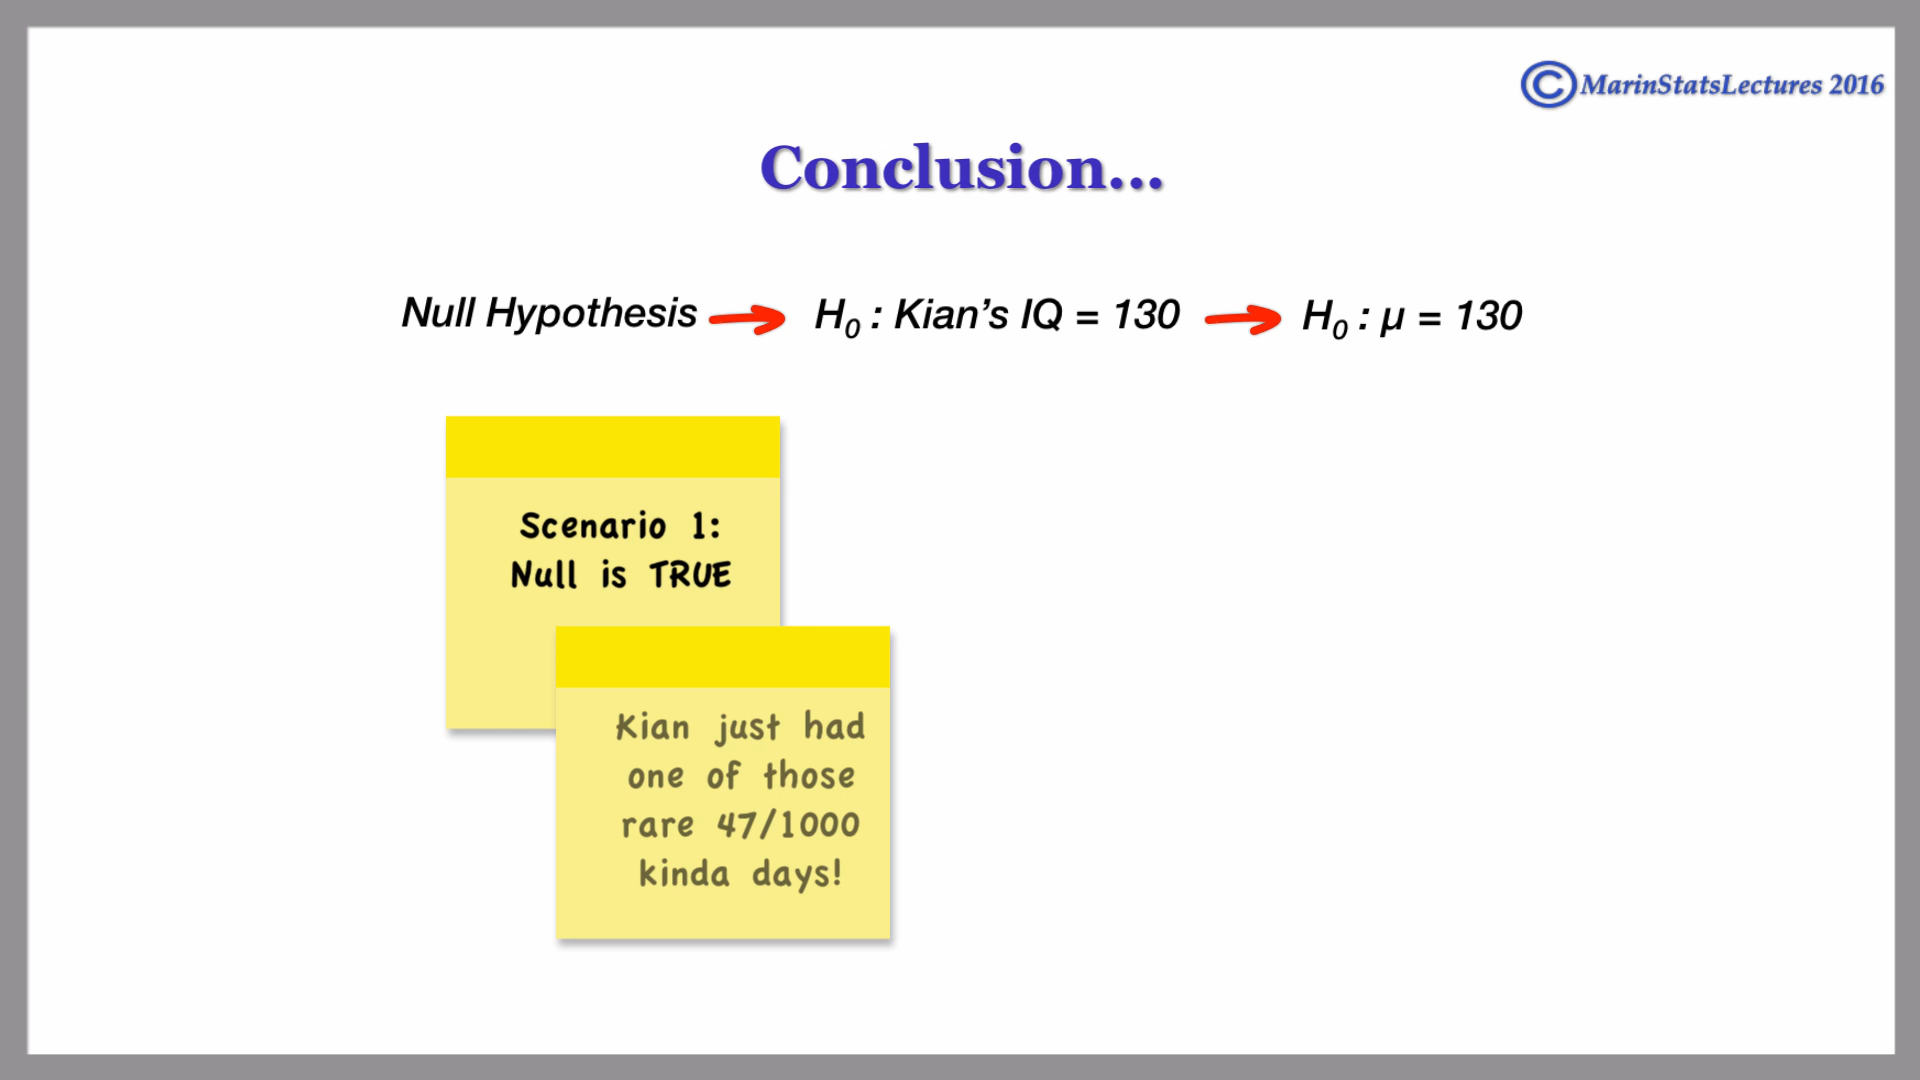 © MarinStatsLectures 2016
Conclusion...
Null Hypothesis → H₀ : Kian’s IQ = 130 → H₀ : μ = 130
Scenario 1:
Null is TRUE
Kian just had
one of those
rare 47/1000
kinda days!